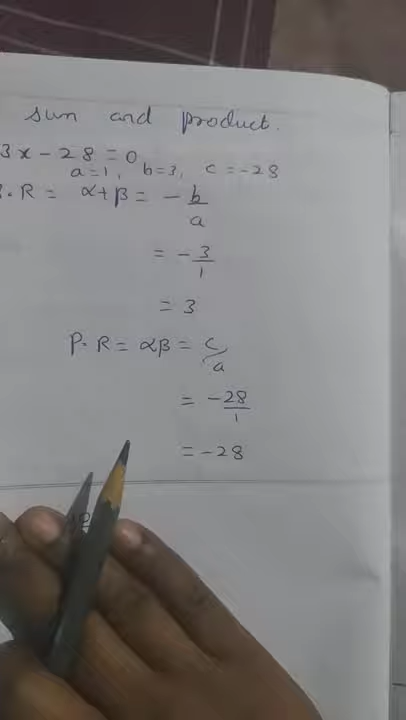 sum and product.
3x - 28 = 0
a=1, b=3, c=-28
S.R = α+β = -b/a
= -3/1
= 3
P.R = αβ = c/a
= -28/1
= -28